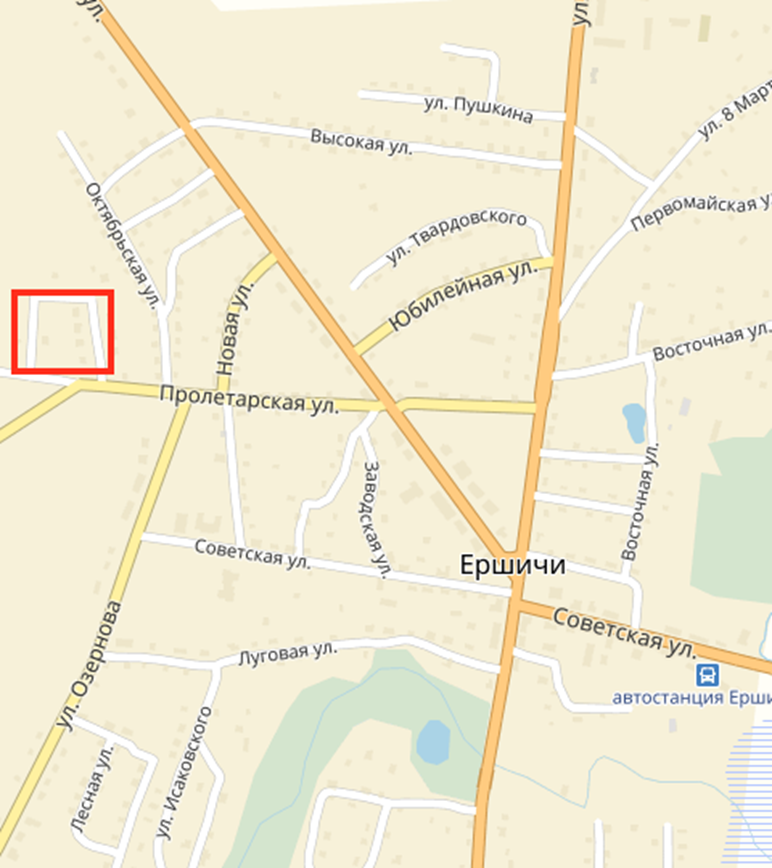 ул.
ул
ул. Пушкина
ул. 8 Март
Высокая ул.
Октябрьская ул.
Первомайская у
ул. Твардовского
Юбилейная ул.
Новая ул.
Восточная ул.
Пролетарская ул.
Заводская ул.
Восточная ул.
Советская ул.
Ершичи
Советская ул.
Луговая ул.
ул. Озернова
автостанция Ерши
ул. Исаковского
Лесная ул.